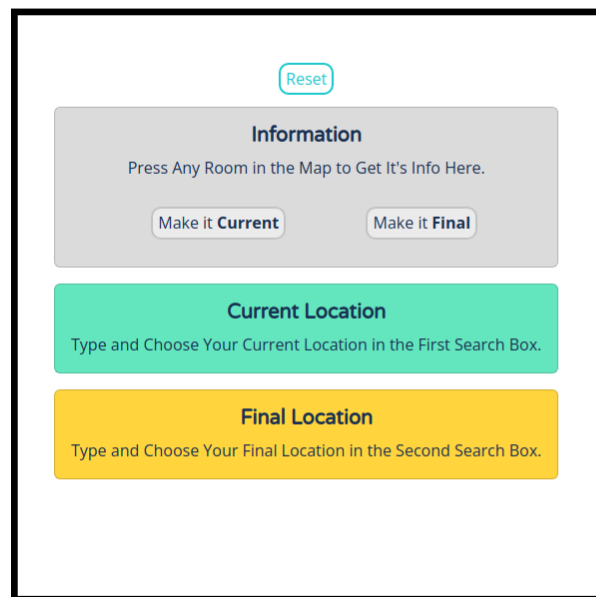 Reset
Information
Press Any Room in the Map to Get It's Info Here.
Make it Current
Make it Final
Current Location
Type and Choose Your Current Location in the First Search Box.
Final Location
Type and Choose Your Final Location in the Second Search Box.